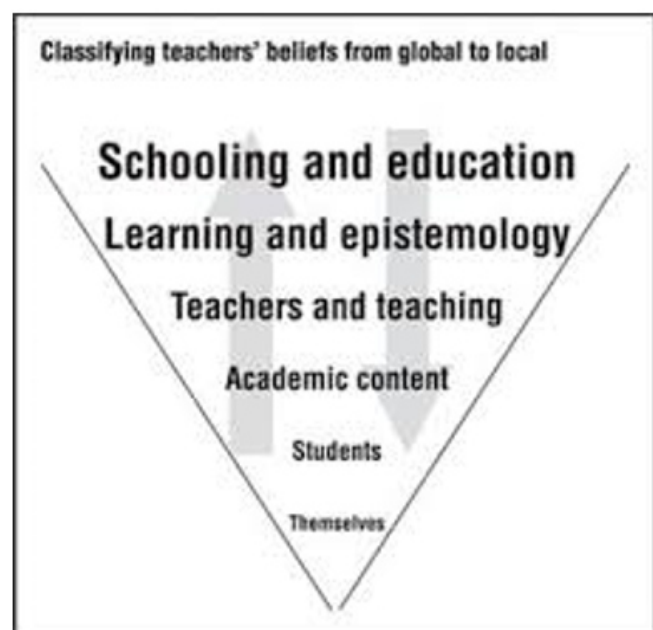 Classifying teachers’ beliefs from global to local
Schooling and education
Learning and epistemology
Teachers and teaching
Academic content
Students
Themselves